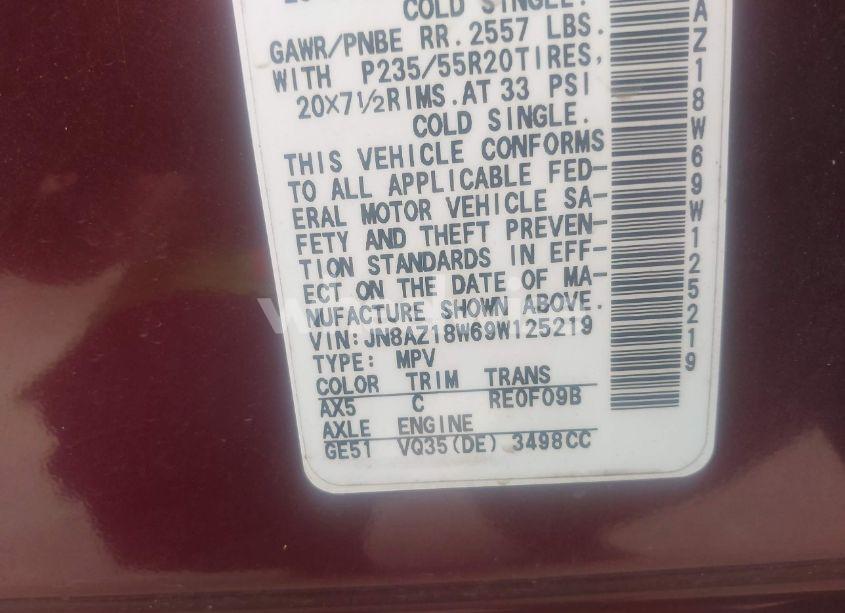 COLD SINGLE.
GAWR/PNBE RR. 2557 LBS.
WITH P235/55R20TIRES,
20X7½RIMS. AT 33 PSI
COLD SINGLE.
THIS VEHICLE CONFORMS
TO ALL APPLICABLE FED-
ERAL MOTOR VEHICLE SA-
FETY AND THEFT PREVEN-
TION STANDARDS IN EFF-
ECT ON THE DATE OF MA-
NUFACTURE SHOWN ABOVE.
VIN:JN8AZ18W69W125219
TYPE: MPV
COLOR TRIM TRANS
AX5 C RE0F09B
AXLE ENGINE
GE51 VQ35(DE) 3498CC
AZ18W69W125219